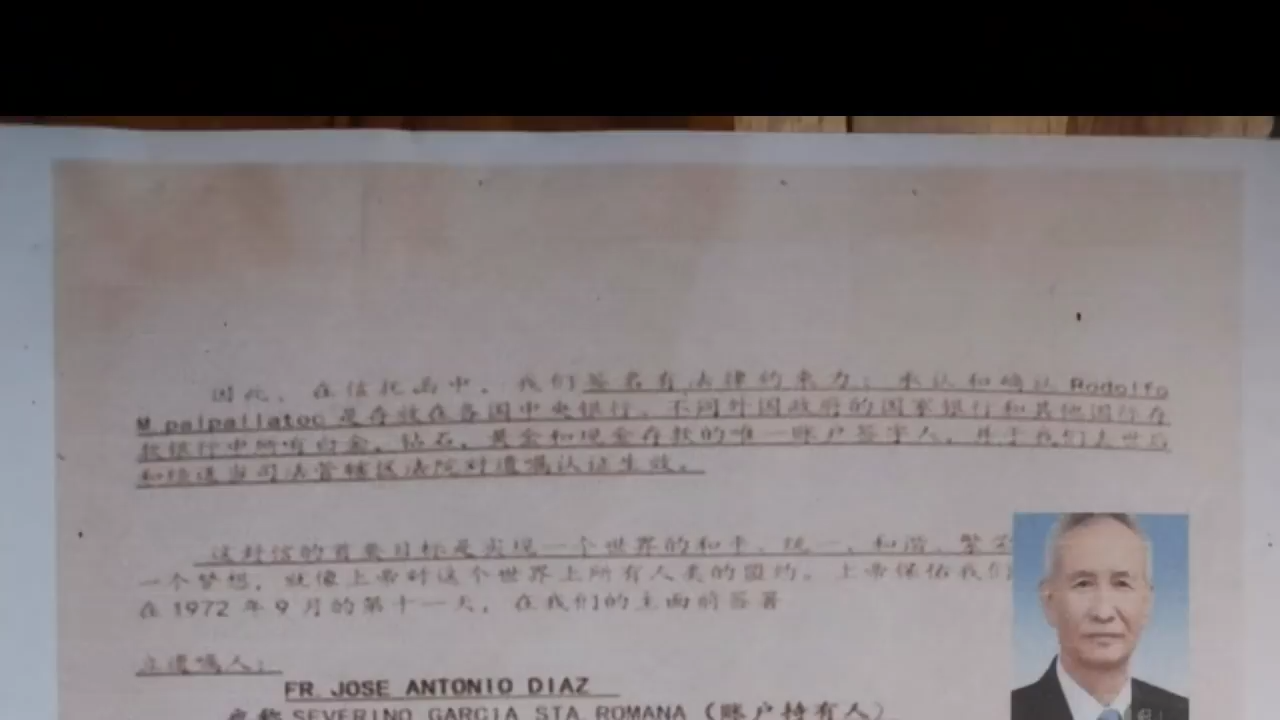 因此，在信托函中，我们签名有法律约束力，承认和确认 Rodolfo
M palpallatoc 是存放在各国中央银行、不同外国政府的国家银行和其他国际存
款银行中所有白金、钻石、黄金和现金存款的唯一账户签字人，并于我们去世后
和经适当司法管辖区法院对遗嘱认证生效。
这封信的首要目标是实现一个世界的和平、统一、和谐、繁荣
一个梦想，就像上帝对这个世界上所有人类的盟约。上帝保佑我们
在 1972 年 9 月的第十一天，在我们的主面前签署
立遗嘱人：
FR. JOSE ANTONIO DIAZ
户称 SEVERINO GARCIA STA. ROMANA（账户持有人）